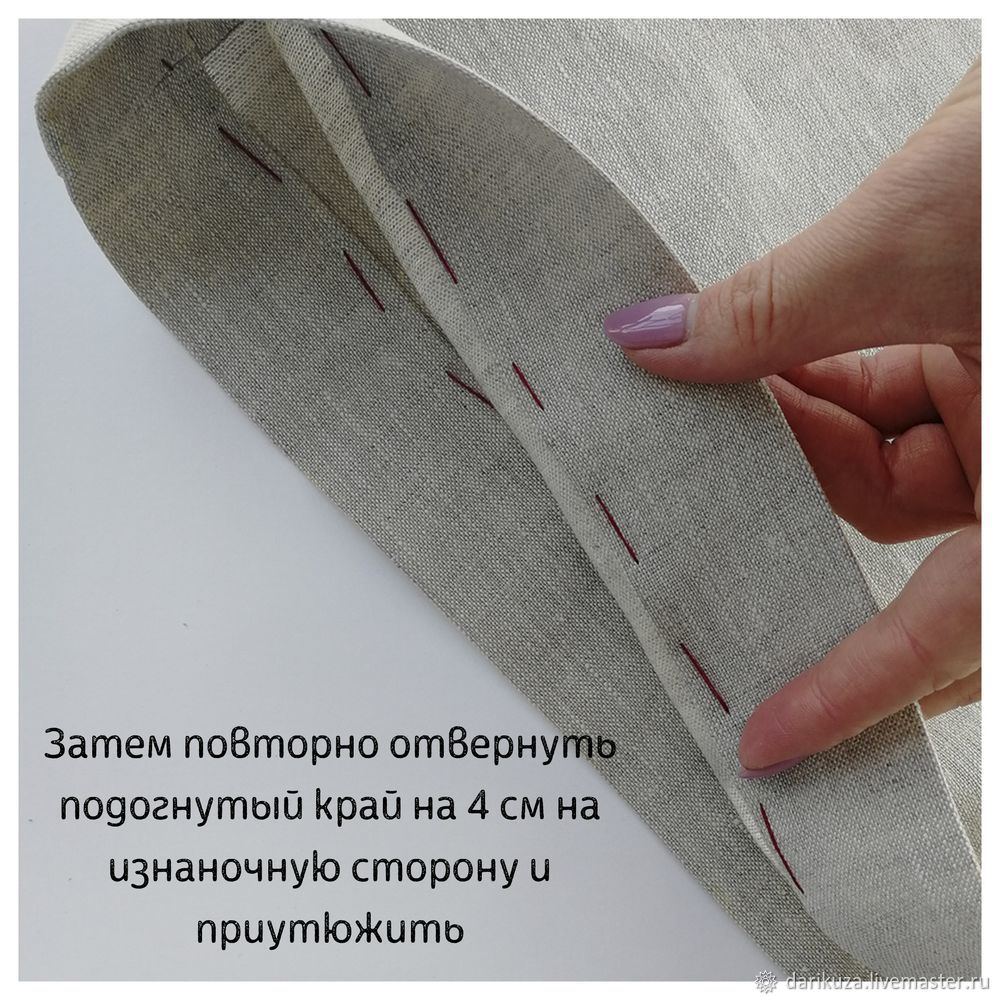 Затем повторно отвернуть
подогнутый край на 4 см на
изнаночную сторону и
приутюжить
darikuza.livemaster.ru